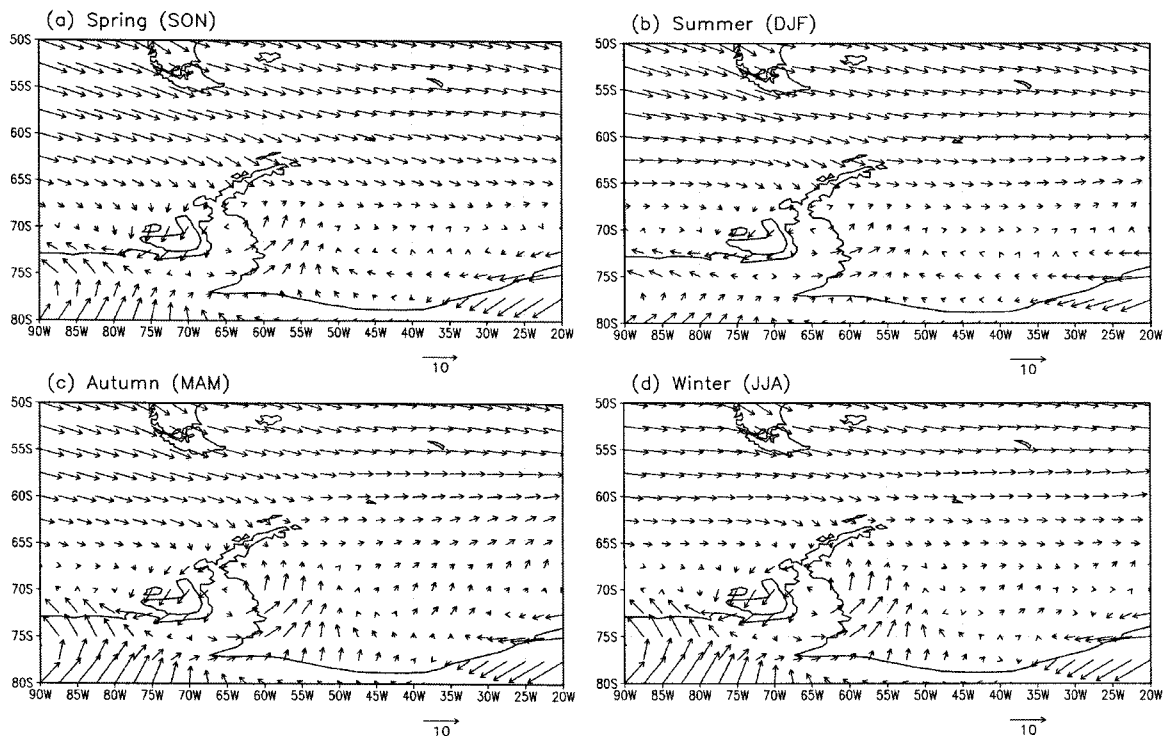 (a) Spring (SON)
50S
55S
60S
65S
70S
75S
80S
90W 85W 80W 75W 70W 65W 60W 55W 50W 45W 40W 35W 30W 25W 20W
10
(b) Summer (DJF)
50S
55S
60S
65S
70S
75S
80S
90W 85W 80W 75W 70W 65W 60W 55W 50W 45W 40W 35W 30W 25W 20W
10
(c) Autumn (MAM)
50S
55S
60S
65S
70S
75S
80S
90W 85W 80W 75W 70W 65W 60W 55W 50W 45W 40W 35W 30W 25W 20W
10
(d) Winter (JJA)
50S
55S
60S
65S
70S
75S
80S
90W 85W 80W 75W 70W 65W 60W 55W 50W 45W 40W 35W 30W 25W 20W
10